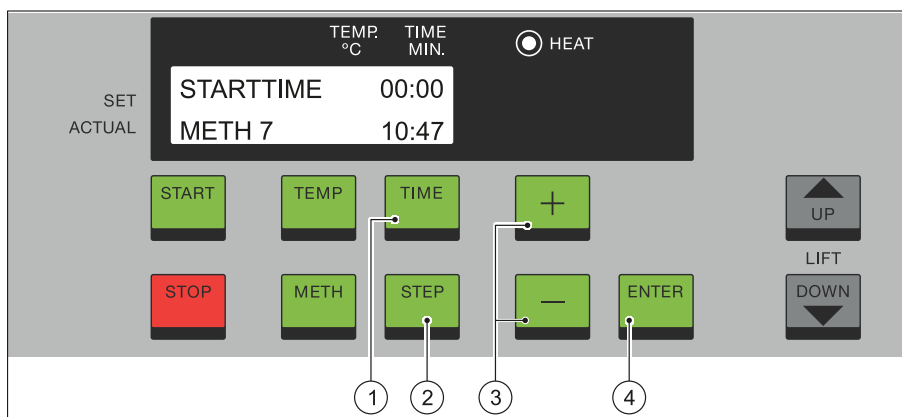 TEMP. TIME
°C MIN.
HEAT
SET
STARTTIME 00:00
ACTUAL
METH 7 10:47
START
TEMP
TIME
+
UP
LIFT
STOP
METH
STEP
−
ENTER
DOWN
1
2
3
4